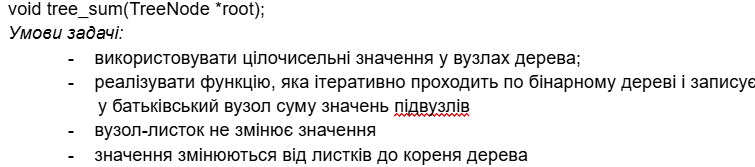 void tree_sum(TreeNode *root);
Умови задачі:
- використовувати цілочисельні значення у вузлах дерева;
- реалізувати функцію, яка ітеративно проходить по бінарному дереві і записує
у батьківський вузол суму значень підвузлів
- вузол-листок не змінює значення
- значення змінюються від листків до кореня дерева